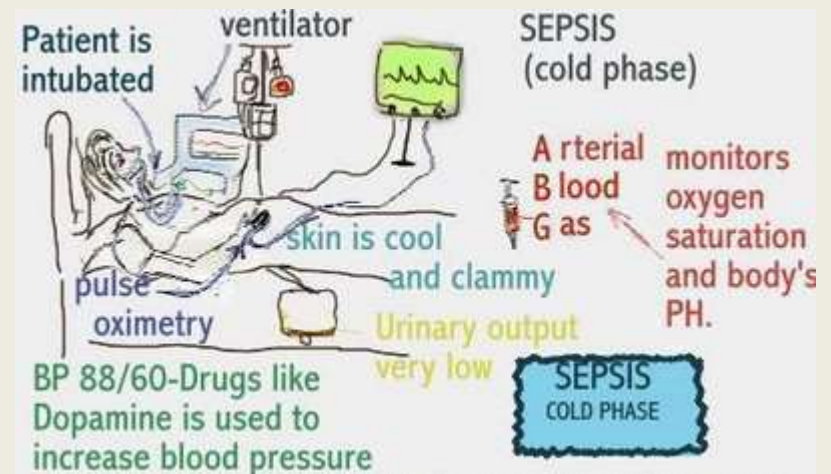 Patient is
intubated
ventilator
SEPSIS
(cold phase)
A rterial
B lood
G as
monitors
oxygen
saturation
and body's
PH.
skin is cool
and clammy
pulse
oximetry
Urinary output
very low
BP 88/60-Drugs like
Dopamine is used to
increase blood pressure
SEPSIS
COLD PHASE